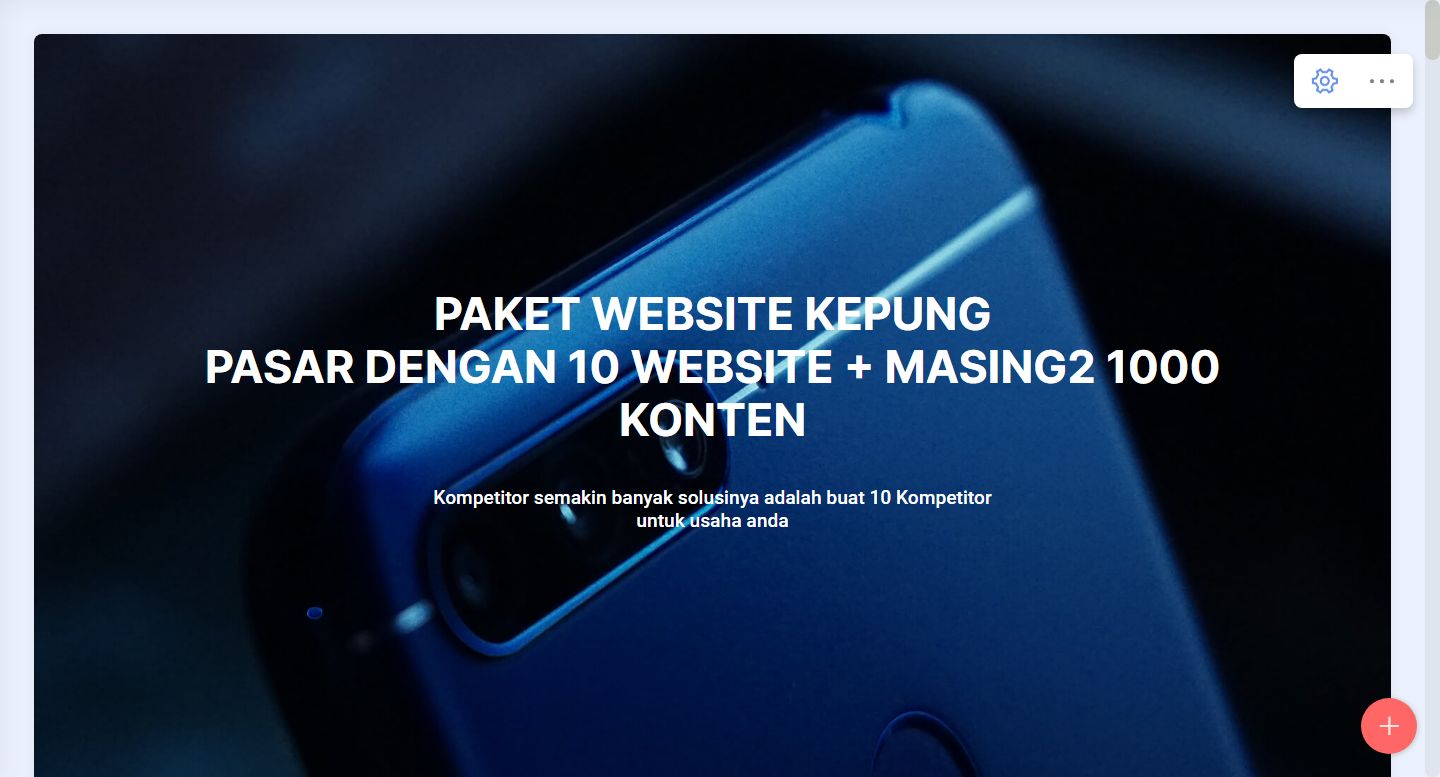 PAKET WEBSITE KEPUNG
PASAR DENGAN 10 WEBSITE + MASING2 1000
KONTEN
Kompetitor semakin banyak solusinya adalah buat 10 Kompetitor
untuk usaha anda